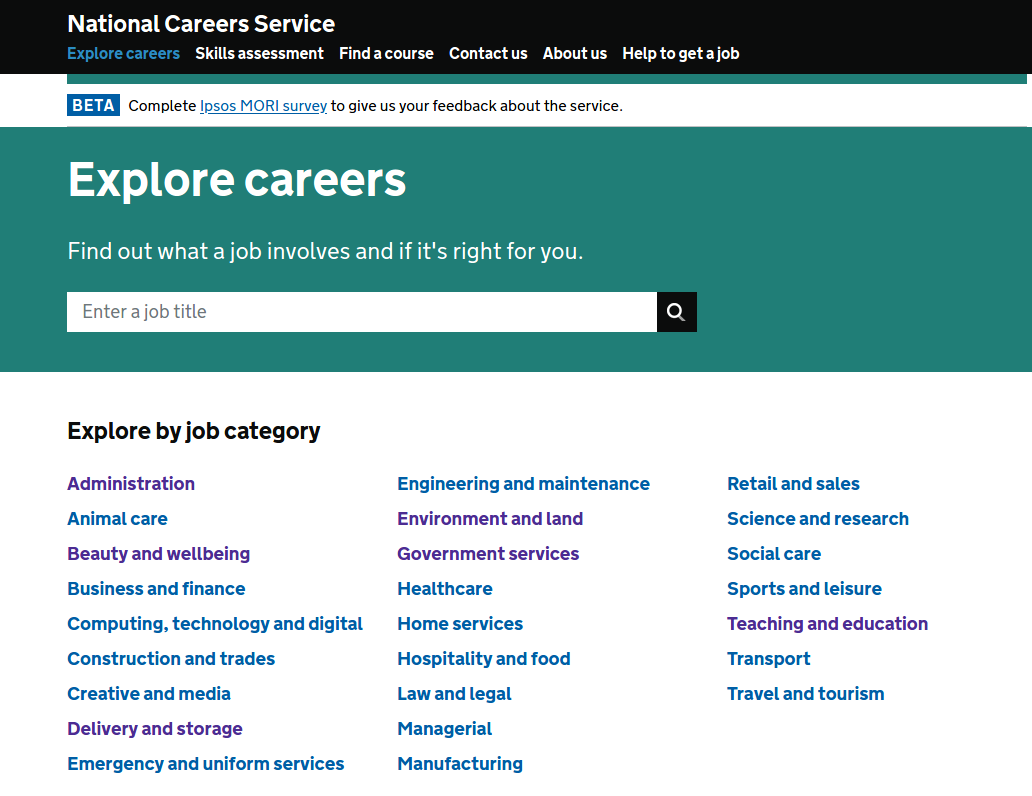 National Careers Service
Explore careers Skills assessment Find a course Contact us About us Help to get a job
BETA Complete Ipsos MORI survey to give us your feedback about the service.
Explore careers
Find out what a job involves and if it's right for you.
Enter a job title
Explore by job category
Administration
Animal care
Beauty and wellbeing
Business and finance
Computing, technology and digital
Construction and trades
Creative and media
Delivery and storage
Emergency and uniform services
Engineering and maintenance
Environment and land
Government services
Healthcare
Home services
Hospitality and food
Law and legal
Managerial
Manufacturing
Retail and sales
Science and research
Social care
Sports and leisure
Teaching and education
Transport
Travel and tourism